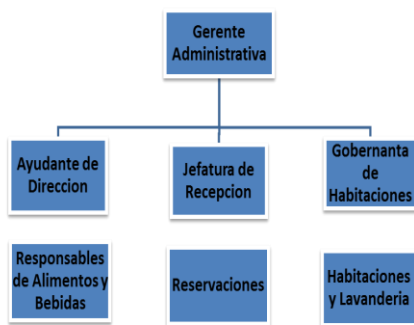 Gerente
Administrativa
Ayudante de
Direccion
Jefatura de
Recepcion
Gobernanta
de
Habitaciones
Responsables
de Alimentos y
Bebidas
Reservaciones
Habitaciones
y Lavanderia